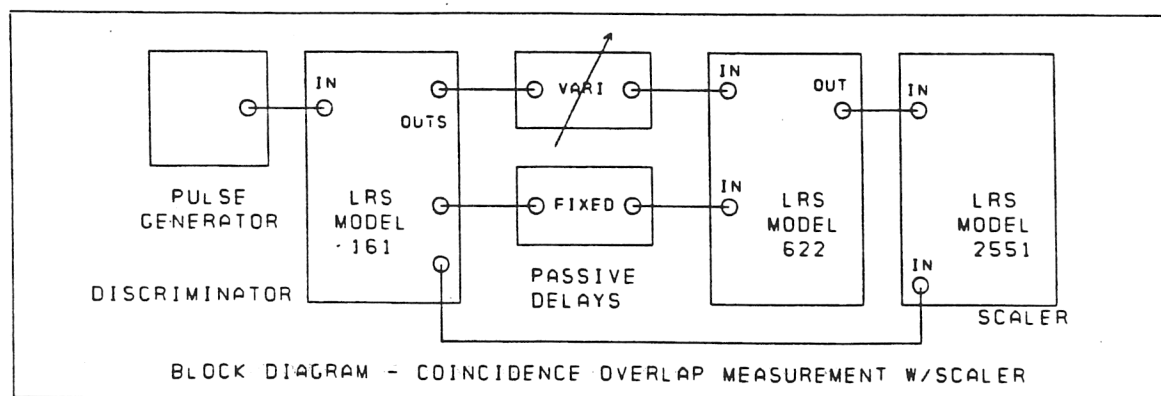 IN
OUTS
VARI
IN
OUT
IN
PULSE
GENERATOR
LRS
MODEL
161
IN
FIXED
LRS
MODEL
622
LRS
MODEL
2551
DISCRIMINATOR
PASSIVE
DELAYS
IN
SCALER
BLOCK DIAGRAM - COINCIDENCE OVERLAP MEASUREMENT W/SCALER